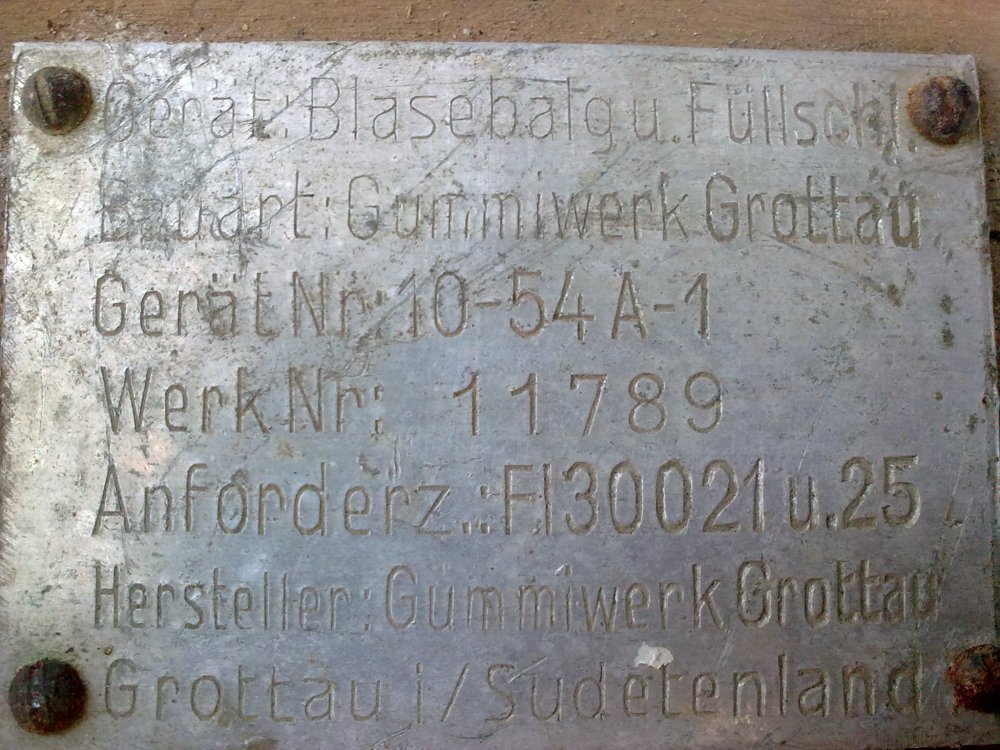 Gerät: Blasebalg u. Füllschl.
Bauart: Gummiwerk Grottau
Gerät Nr: 10-54 A-1
Werk Nr: 11789
Anforderz.: Fl 30021 u. 25
Hersteller: Gummiwerk Grottau
Grottau i/Sudetenland